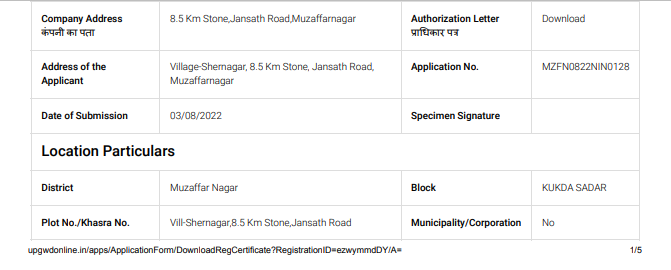 Company Address 8.5 Km Stone,Jansath Road,Muzaffarnagar Authorization Letter Download
कंपनी का पता प्राधिकार पत्र
Address of the Village-Shernagar, 8.5 Km Stone, Jansath Road, Application No. MZFN0822NIN0128
Applicant Muzaffarnagar
Date of Submission 03/08/2022 Specimen Signature
Location Particulars
District Muzaffar Nagar Block KUKDA SADAR
Plot No./Khasra No. Vill-Shernagar,8.5 Km Stone,Jansath Road Municipality/Corporation No
upgwdonline.in/apps/ApplicationForm/DownloadRegCertificate?RegistrationID=ezwymmdDY/A= 1/5